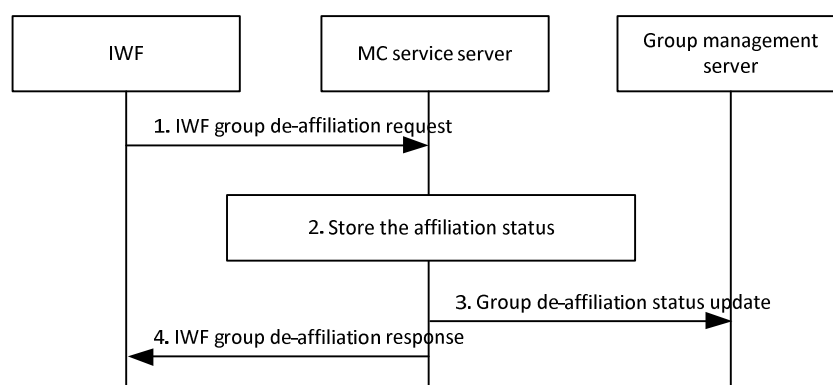 IWF
MC service server
Group management
server
1. IWF group de-affiliation request
2. Store the affiliation status
3. Group de-affiliation status update
4. IWF group de-affiliation response